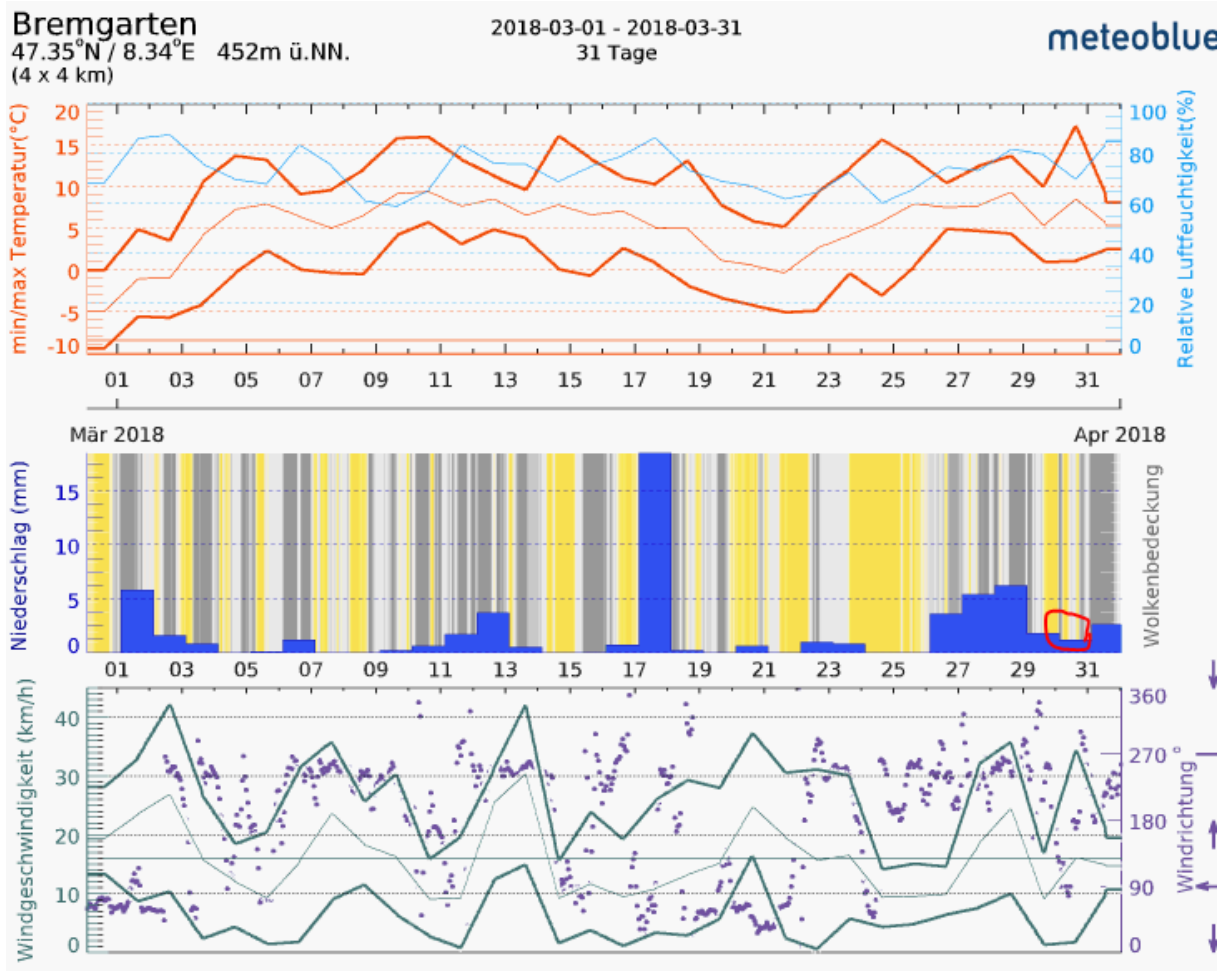 Bremgarten
47.35°N / 8.34°E 452m ü.NN.
(4 x 4 km)
2018-03-01 - 2018-03-31
31 Tage
meteoblue
min/max Temperatur(°C)
20
15
10
5
0
-5
-10
Relative Luftfeuchtigkeit(%)
100
80
60
40
20
0
01 03 05 07 09 11 13 15 17 19 21 23 25 27 29 31
Mär 2018
Apr 2018
Niederschlag (mm)
15
10
5
0
Wolkenbedeckung
01 03 05 07 09 11 13 15 17 19 21 23 25 27 29 31
Windgeschwindigkeit (km/h)
40
30
20
10
0
360
270
180
90
0
Windrichtung °